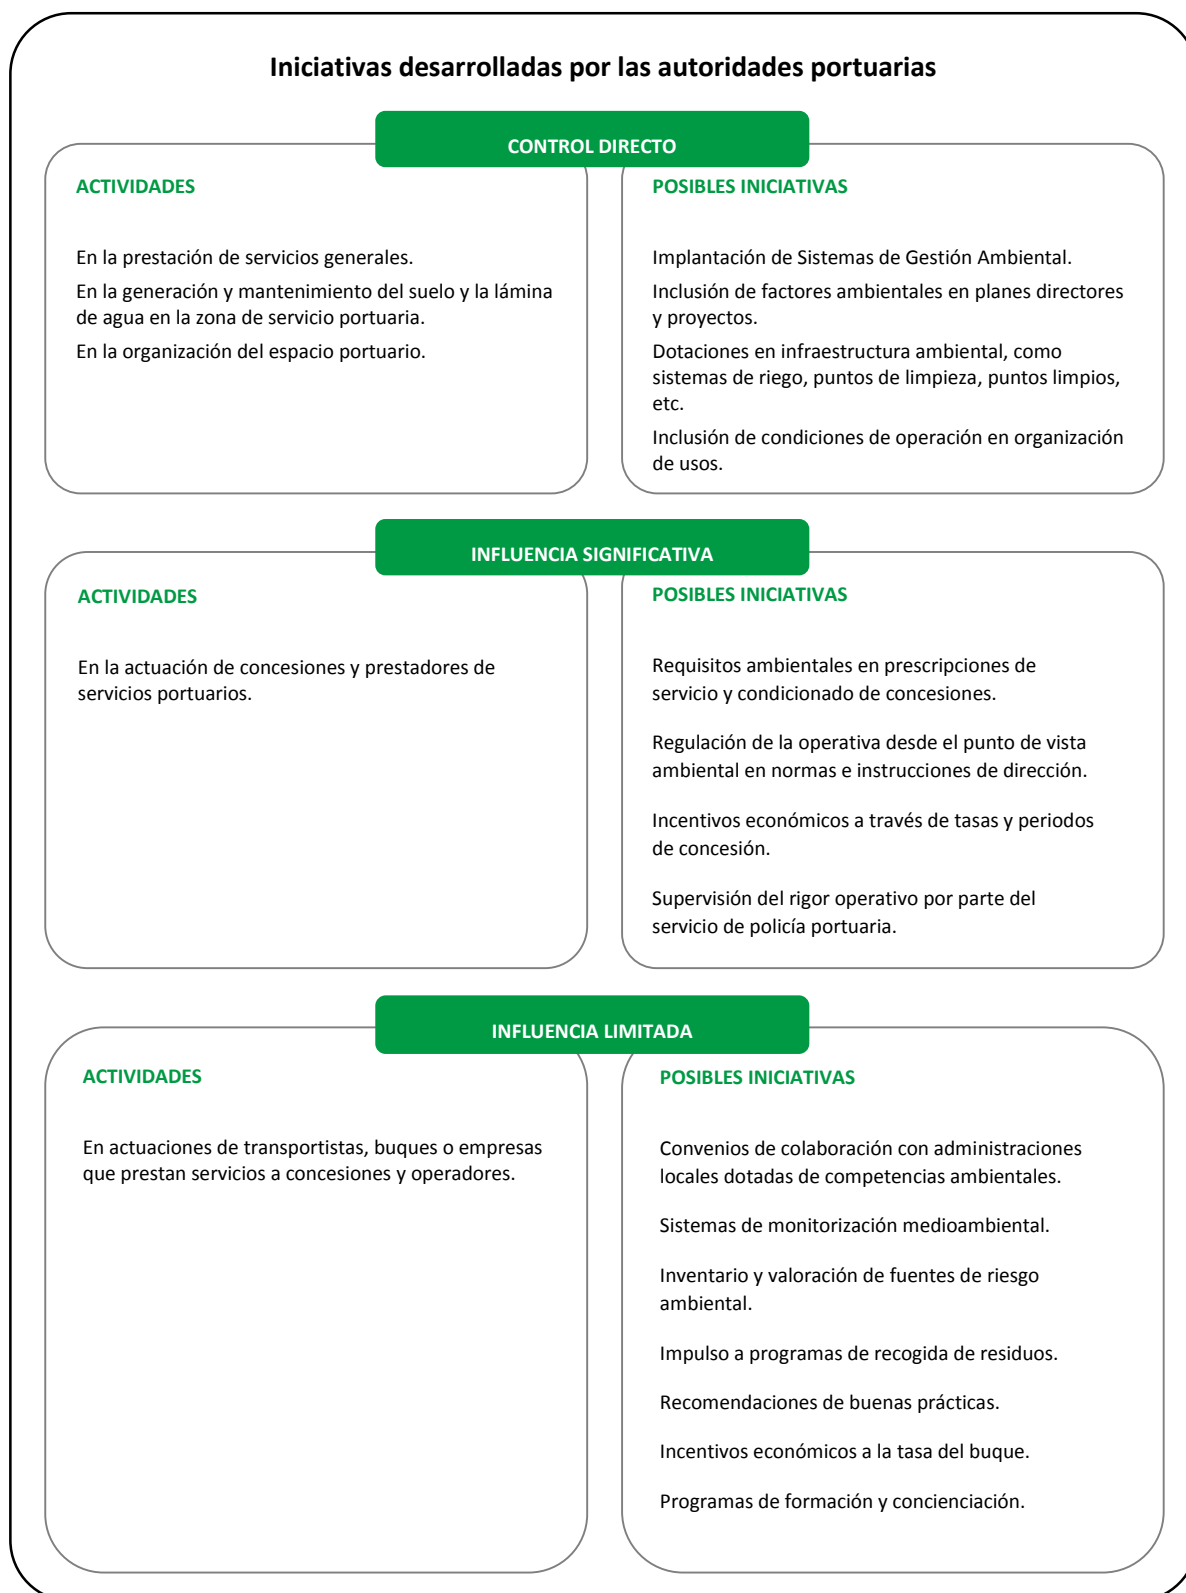 Iniciativas desarrolladas por las autoridades portuarias
CONTROL DIRECTO
ACTIVIDADES
En la prestación de servicios generales.
En la generación y mantenimiento del suelo y la lámina
de agua en la zona de servicio portuaria.
En la organización del espacio portuario.
POSIBLES INICIATIVAS
Implantación de Sistemas de Gestión Ambiental.
Inclusión de factores ambientales en planes directores
y proyectos.
Dotaciones en infraestructura ambiental, como
sistemas de riego, puntos de limpieza, puntos limpios,
etc.
Inclusión de condiciones de operación en organización
de usos.
INFLUENCIA SIGNIFICATIVA
ACTIVIDADES
En la actuación de concesiones y prestadores de
servicios portuarios.
POSIBLES INICIATIVAS
Requisitos ambientales en prescripciones de
servicio y condicionado de concesiones.
Regulación de la operativa desde el punto de vista
ambiental en normas e instrucciones de dirección.
Incentivos económicos a través de tasas y periodos
de concesión.
Supervisión del rigor operativo por parte del
servicio de policía portuaria.
INFLUENCIA LIMITADA
ACTIVIDADES
En actuaciones de transportistas, buques o empresas
que prestan servicios a concesiones y operadores.
POSIBLES INICIATIVAS
Convenios de colaboración con administraciones
locales dotadas de competencias ambientales.
Sistemas de monitorización medioambiental.
Inventario y valoración de fuentes de riesgo
ambiental.
Impulso a programas de recogida de residuos.
Recomendaciones de buenas prácticas.
Incentivos económicos a la tasa del buque.
Programas de formación y concienciación.